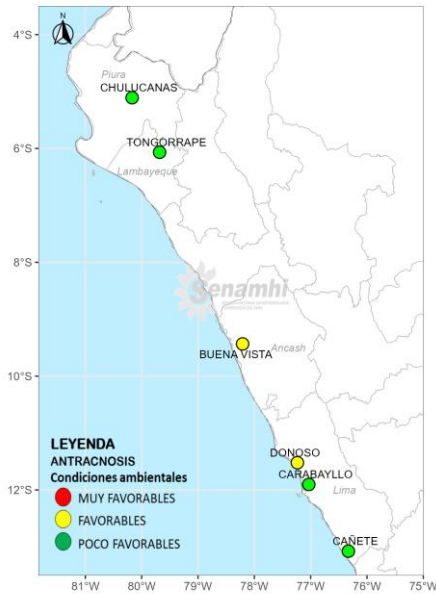 N
4°S
Piura
CHULUCANAS
TONGORRAPE
6°S
Lambayeque
8°S
Senamhi
Ancash
BUENA VISTA
10°S
LEYENDA
ANTRACNOSIS
Condiciones ambientales
MUY FAVORABLES
FAVORABLES
POCO FAVORABLES
DONOSO
CARABAYLLO
12°S
Lima
CAÑETE
81°W 80°W 79°W 78°W 77°W 76°W 75°W